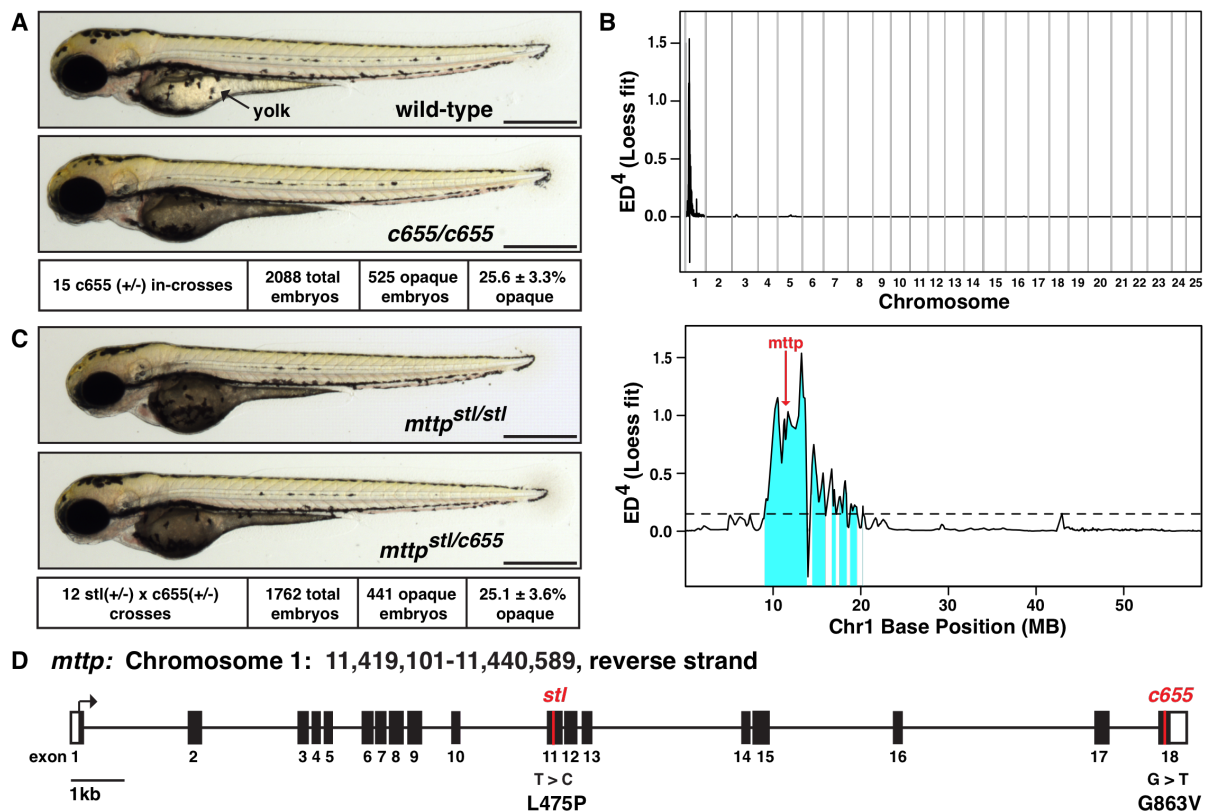 A
wild-type
yolk
c655/c655
15 c655 (+/-) in-crosses
2088 total embryos
525 opaque embryos
25.6 ± 3.3% opaque
B
ED4 (Loess fit)
1.5
1.0
0.5
0.0
1 2 3 4 5 6 7 8 9 10 11 12 13 14 15 16 17 18 19 20 21 22 23 24 25
Chromosome
mttp
ED4 (Loess fit)
1.5
1.0
0.5
0.0
10 20 30 40 50
Chr1 Base Position (MB)
C
mttp stl/stl
mttp stl/c655
12 stl(+/-) x c655(+/-) crosses
1762 total embryos
441 opaque embryos
25.1 ± 3.6% opaque
D mttp: Chromosome 1: 11,419,101-11,440,589, reverse strand
stl
c655
exon 1 2 3 4 5 6 7 8 9 10 11 12 13 14 15 16 17 18
1kb
T > C
L475P
G > T
G863V